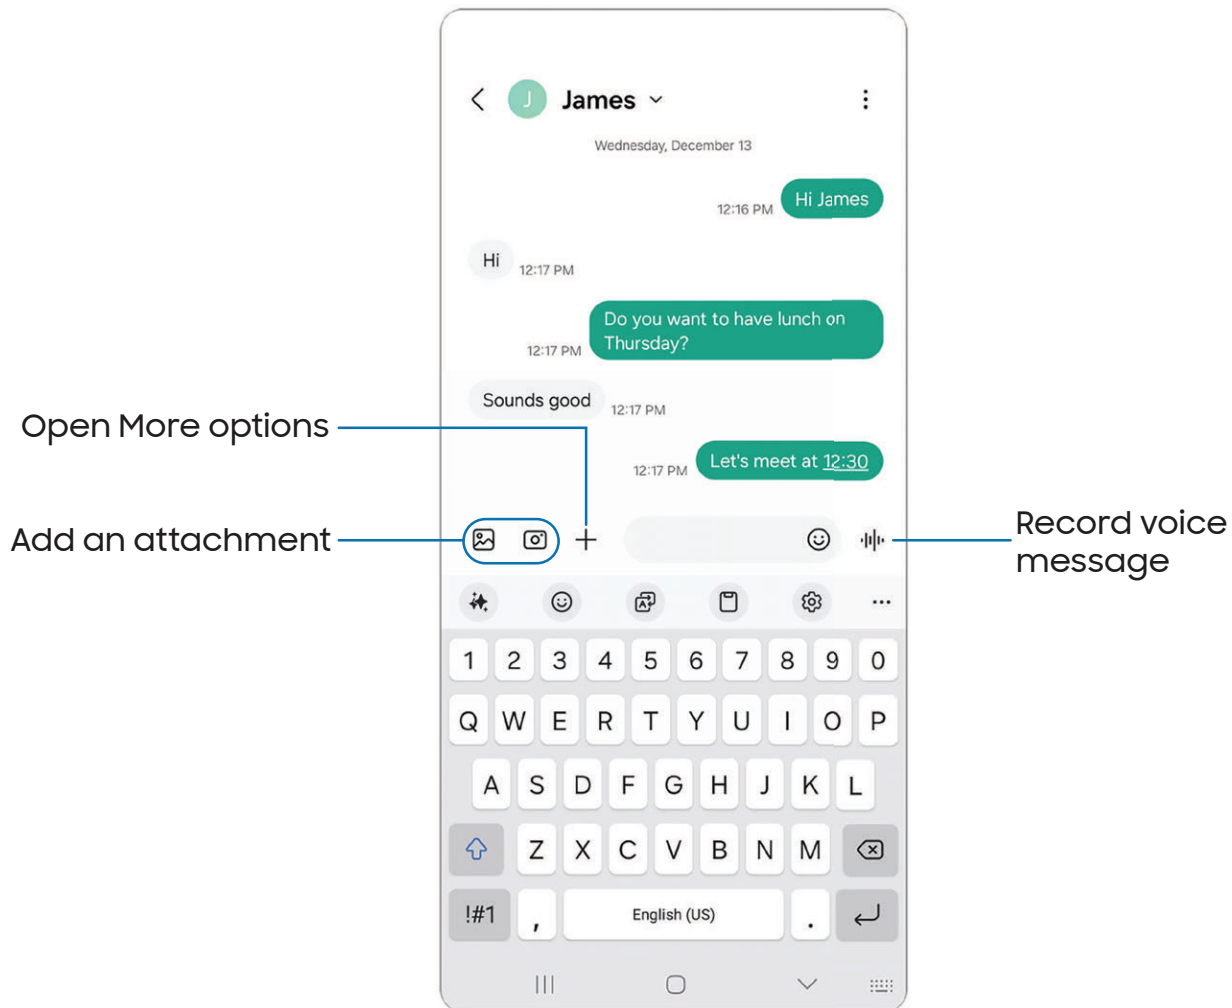 J
James
Wednesday, December 13
Hi James
12:16 PM
Hi
12:17 PM
Do you want to have lunch on
Thursday?
12:17 PM
Sounds good
12:17 PM
Open More options
Let's meet at 12:30
12:17 PM
Add an attachment
Record voice
message
1 2 3 4 5 6 7 8 9 0
Q W E R T Y U I O P
A S D F G H J K L
Z X C V B N M
!#1 , English (US) .